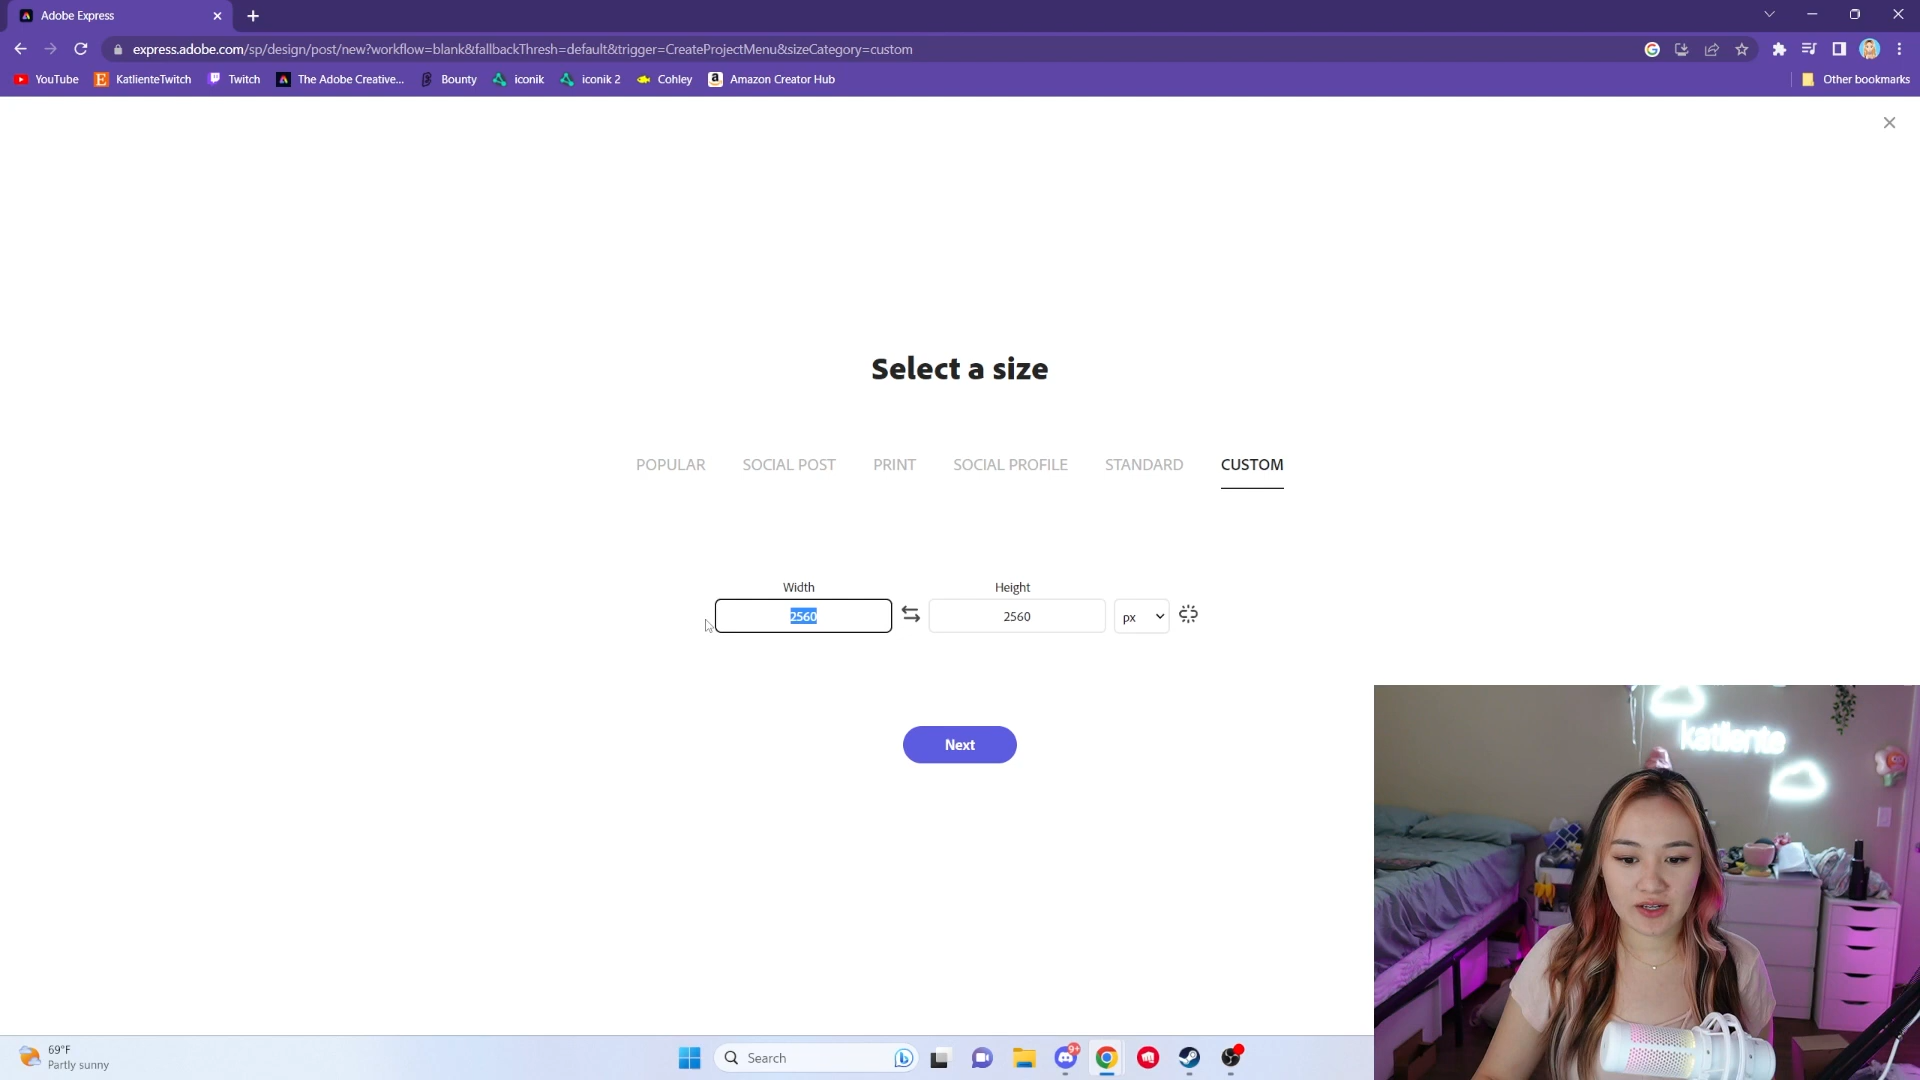 Adobe Express
express.adobe.com/sp/design/post/new?workflow=blank&fallbackThresh=default&trigger=CreateProjectMenu&sizeCategory=custom
YouTube KatlienteTwitch Twitch The Adobe Creative... Bounty iconik iconik 2 Cohley Amazon Creator Hub Other bookmarks
Select a size
POPULAR SOCIAL POST PRINT SOCIAL PROFILE STANDARD CUSTOM
Width Height
2560 2560 px
Next
katliente
69°F
Partly sunny
Search
9+